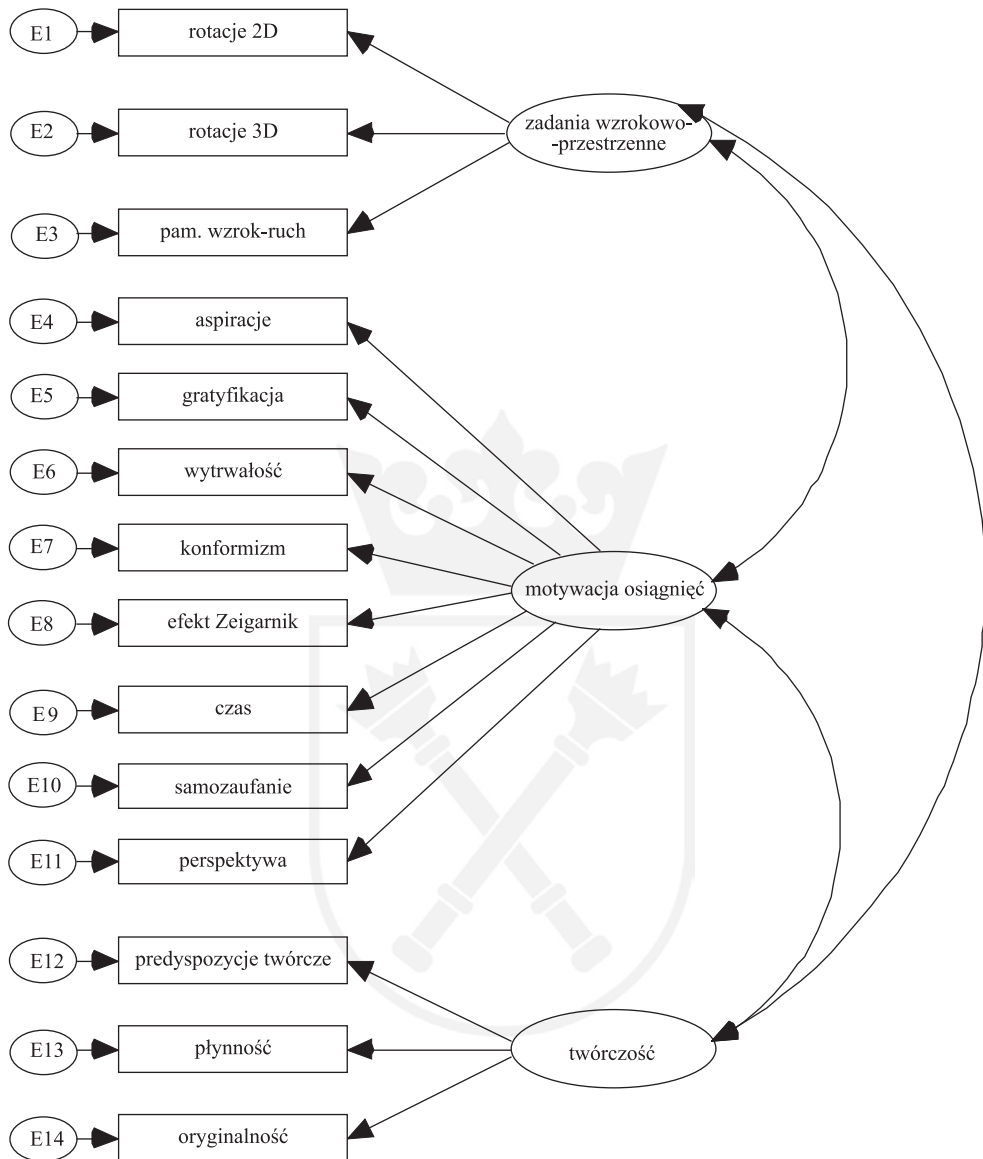 E1
rotacje 2D
E2
rotacje 3D
zadania wzrokowo-
-przestrzenne
E3
pam. wzrok-ruch
E4
aspiracje
E5
gratyfikacja
E6
wytrwałość
E7
konformizm
motywacja osiągnięć
E8
efekt Zeigarnik
E9
czas
E10
samozaufanie
E11
perspektywa
E12
predyspozycje twórcze
E13
płynność
twórczość
E14
oryginalność